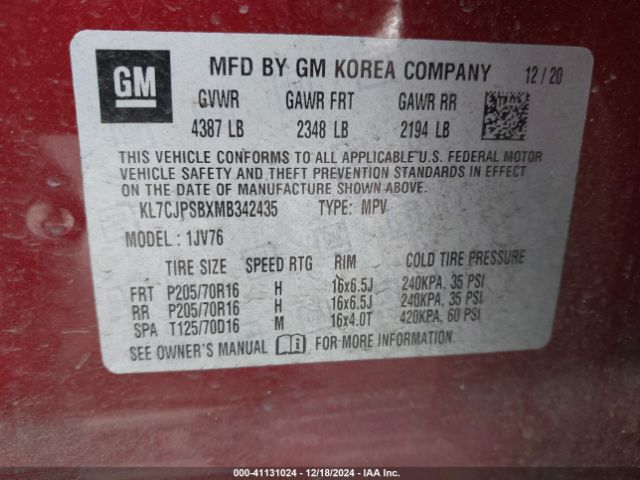 GM MFD BY GM KOREA COMPANY 12/20
GVWR GAWR FRT GAWR RR
4387 LB 2348 LB 2194 LB
THIS VEHICLE CONFORMS TO ALL APPLICABLE U.S. FEDERAL MOTOR
VEHICLE SAFETY AND THEFT PREVENTION STANDARDS IN EFFECT
ON THE DATE OF MANUFACTURE SHOWN ABOVE.
KL7CJPSBXMB342435 TYPE: MPV
MODEL: 1JV76
TIRE SIZE SPEED RTG RIM COLD TIRE PRESSURE
FRT P205/70R16 H 16x6.5J 240KPA, 35 PSI
RR P205/70R16 H 16x6.5J 240KPA, 35 PSI
SPA T125/70D16 M 16x4.0T 420KPA, 60 PSI
SEE OWNER'S MANUAL i FOR MORE INFORMATION.
000-41131024 - 12/18/2024 - IAA Inc.